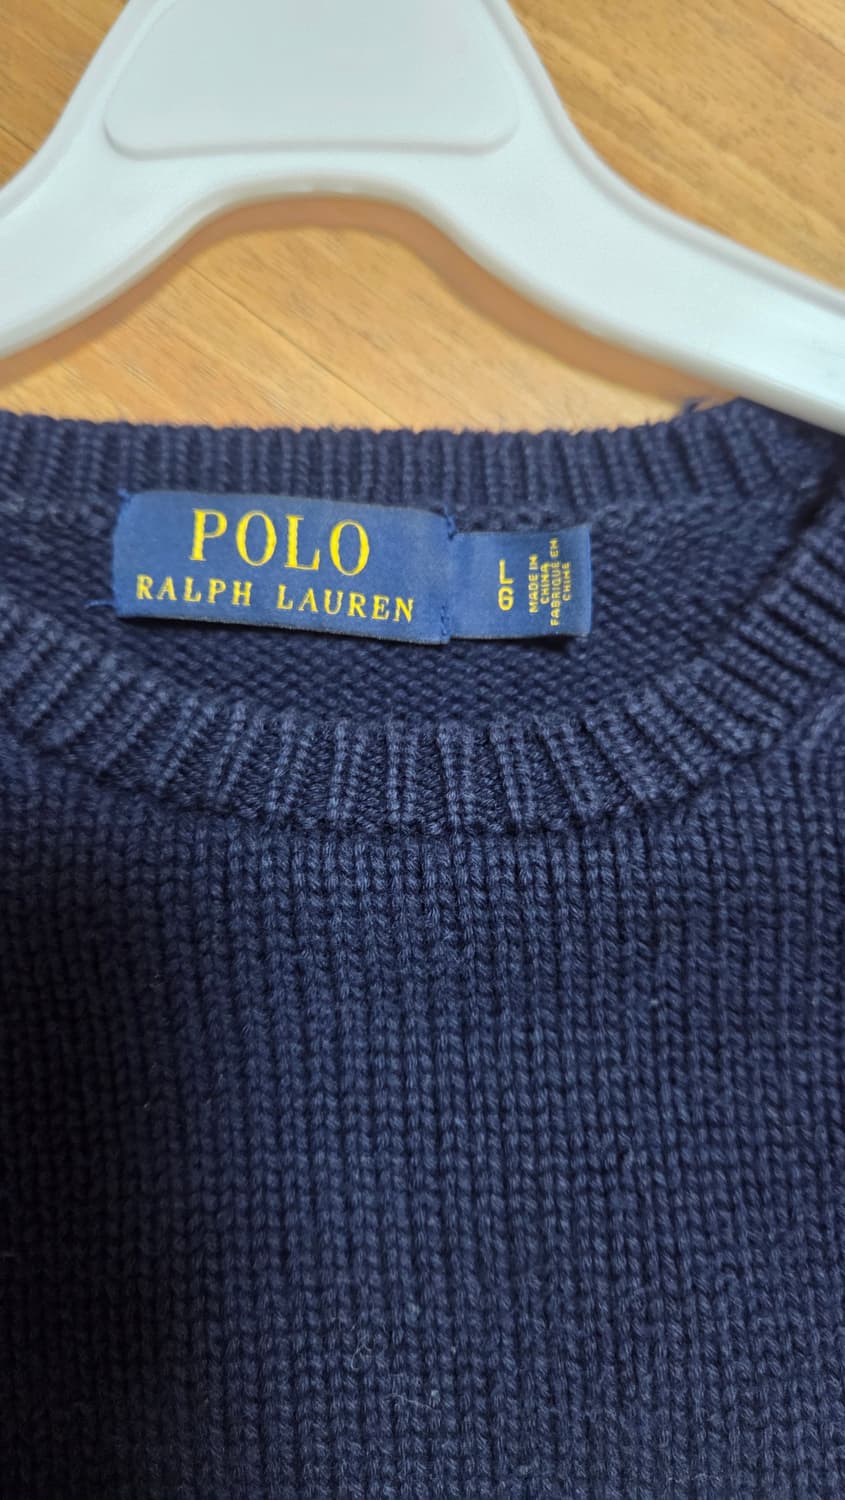 POLO
RALPH LAUREN
L
G
MADE IN
CHINA
FABRIQUÉ EN
CHINE